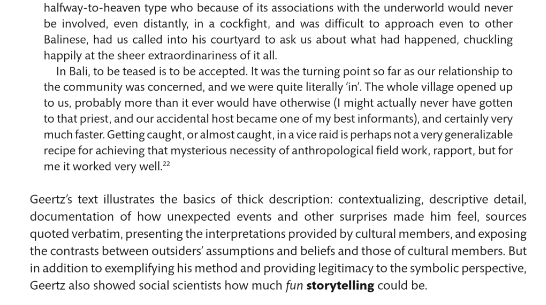 halfway-to-heaven type who because of its associations with the underworld would never
be involved, even distantly, in a cockfight, and was difficult to approach even to other
Balinese, had us called into his courtyard to ask us about what had happened, chuckling
happily at the sheer extraordinariness of it all.
In Bali, to be teased is to be accepted. It was the turning point so far as our relationship to
the community was concerned, and we were quite literally 'in'. The whole village opened up
to us, probably more than it ever would have otherwise (I might actually never have gotten
to that priest, and our accidental host became one of my best informants), and certainly very
much faster. Getting caught, or almost caught, in a vice raid is perhaps not a very generalizable
recipe for achieving that mysterious necessity of anthropological field work, rapport, but for
me it worked very well.22
Geertz's text illustrates the basics of thick description: contextualizing, descriptive detail,
documentation of how unexpected events and other surprises made him feel, sources
quoted verbatim, presenting the interpretations provided by cultural members, and exposing
the contrasts between outsiders' assumptions and beliefs and those of cultural members. But
in addition to exemplifying his method and providing legitimacy to the symbolic perspective,
Geertz also showed social scientists how much fun storytelling could be.